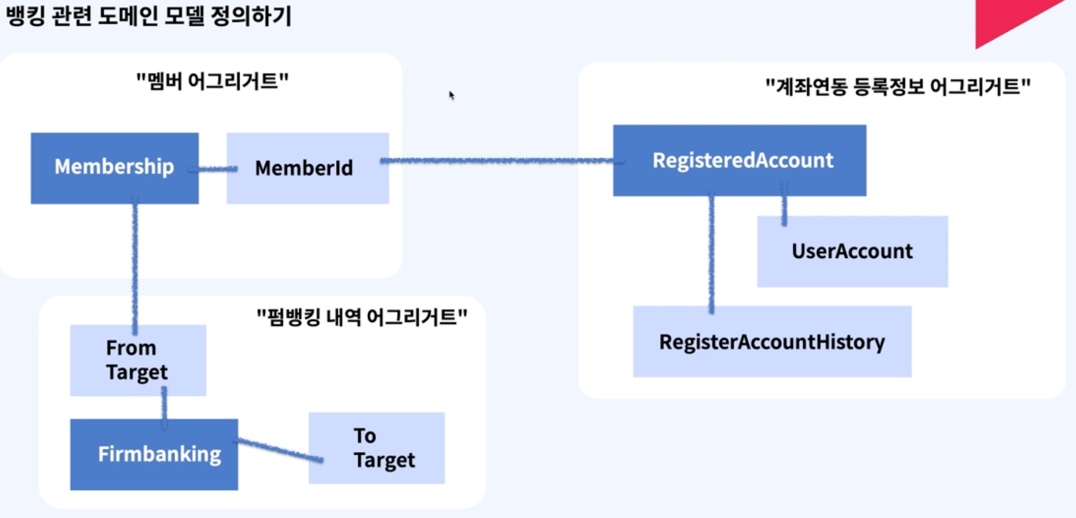 뱅킹 관련 도메인 모델 정의하기
"멤버 어그리거트"
Membership
MemberId
"계좌연동 등록정보 어그리거트"
RegisteredAccount
UserAccount
RegisterAccountHistory
"펌뱅킹 내역 어그리거트"
From
Target
Firmbanking
To
Target